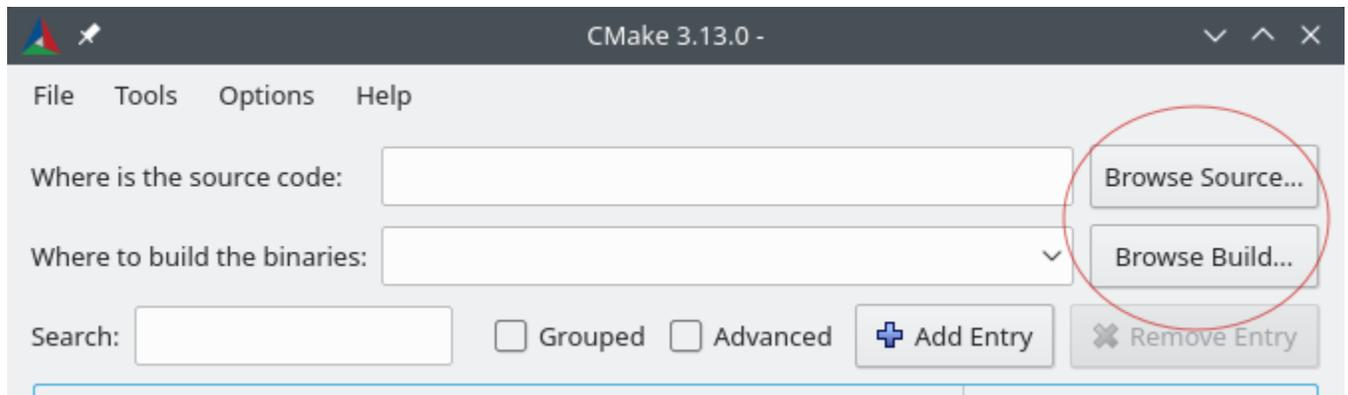 CMake 3.13.0 -
File Tools Options Help
Where is the source code: Browse Source...
Where to build the binaries: Browse Build...
Search: Grouped Advanced Add Entry Remove Entry